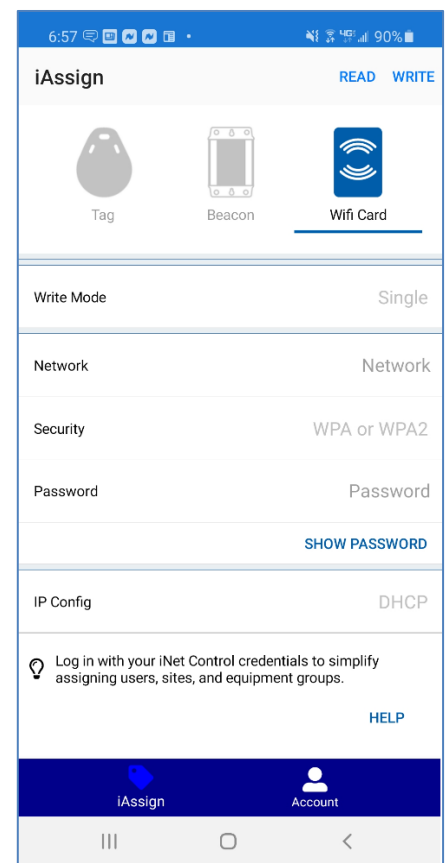 6:57 4G 90%
iAssign READ WRITE
Tag Beacon Wifi Card
Write Mode Single
Network Network
Security WPA or WPA2
Password Password
SHOW PASSWORD
IP Config DHCP
Log in with your iNet Control credentials to simplify
assigning users, sites, and equipment groups.
HELP
iAssign Account